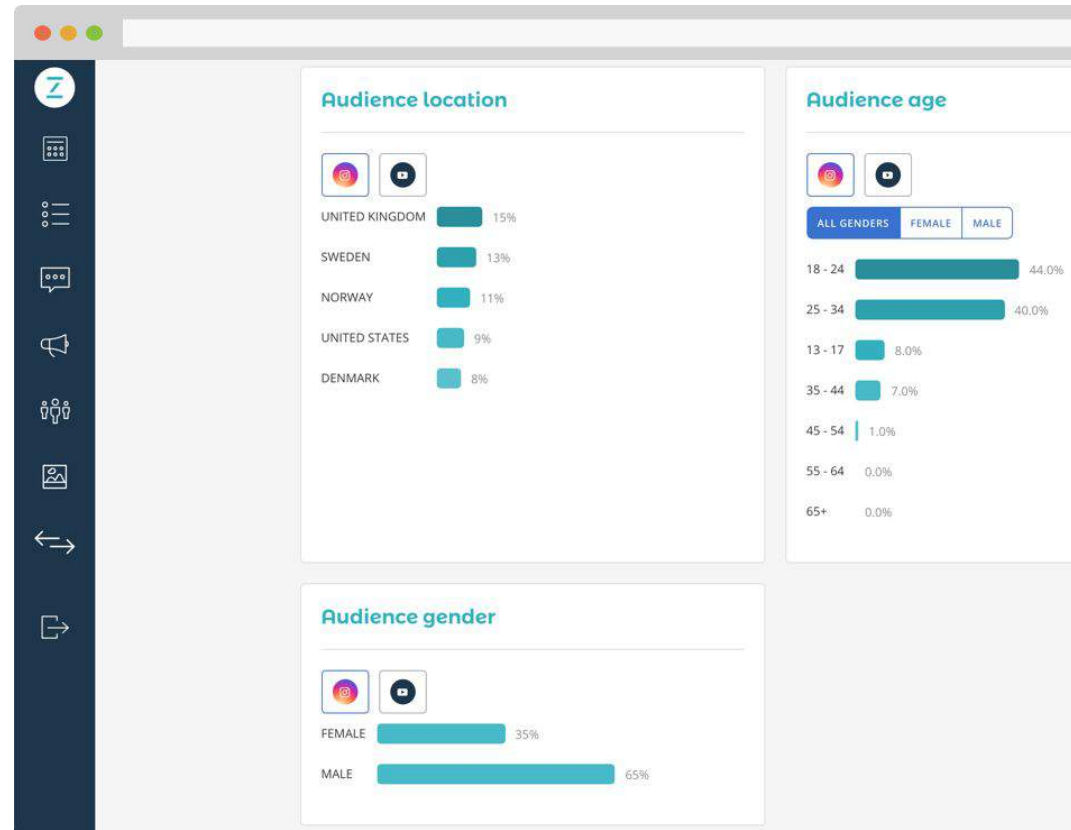 Audience location
UNITED KINGDOM 15%
SWEDEN 13%
NORWAY 11%
UNITED STATES 9%
DENMARK 8%
Audience age
ALL GENDERS FEMALE MALE
18 - 24 44.0%
25 - 34 40.0%
13 - 17 8.0%
35 - 44 7.0%
45 - 54 1.0%
55 - 64 0.0%
65+ 0.0%
Audience gender
FEMALE 35%
MALE 65%